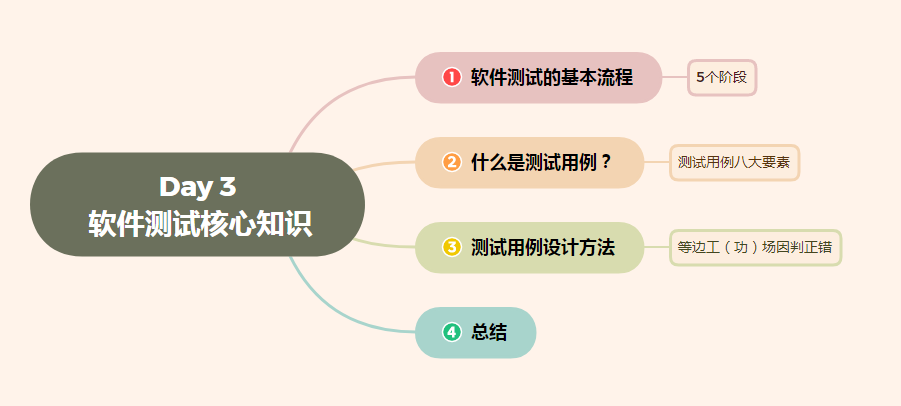 Day 3
软件测试核心知识
1 软件测试的基本流程
5个阶段
2 什么是测试用例？
测试用例八大要素
3 测试用例设计方法
等边工（功）场因判正错
4 总结